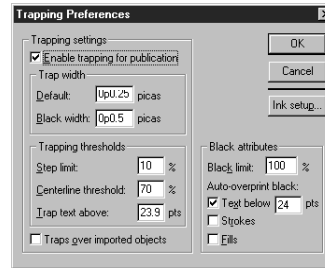 Trapping Preferences
Trapping settings
Enable trapping for publication
Trap width
Default: 0p0.25 picas
Black width: 0p0.5 picas
Trapping thresholds
Step limit: 10 %
Centerline threshold: 70 %
Trap text above: 23.9 pts
Traps over imported objects
OK
Cancel
Ink setup...
Black attributes
Black limit: 100 %
Auto-overprint black:
Text below 24 pts
Strokes
Fills